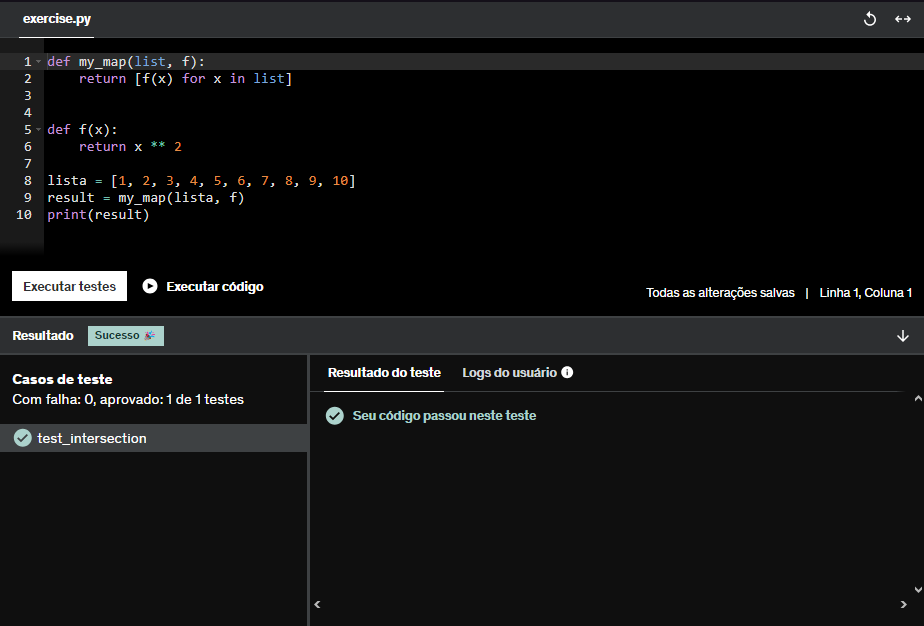 exercise.py
1 def my_map(list, f):
2     return [f(x) for x in list]
3
4
5 def f(x):
6     return x ** 2
7
8 lista = [1, 2, 3, 4, 5, 6, 7, 8, 9, 10]
9 result = my_map(lista, f)
10 print(result)
Executar testes Executar código Todas as alterações salvas | Linha 1, Coluna 1
Resultado Sucesso 🎉
Casos de teste
Com falha: 0, aprovado: 1 de 1 testes
test_intersection
Resultado do teste Logs do usuário
Seu código passou neste teste